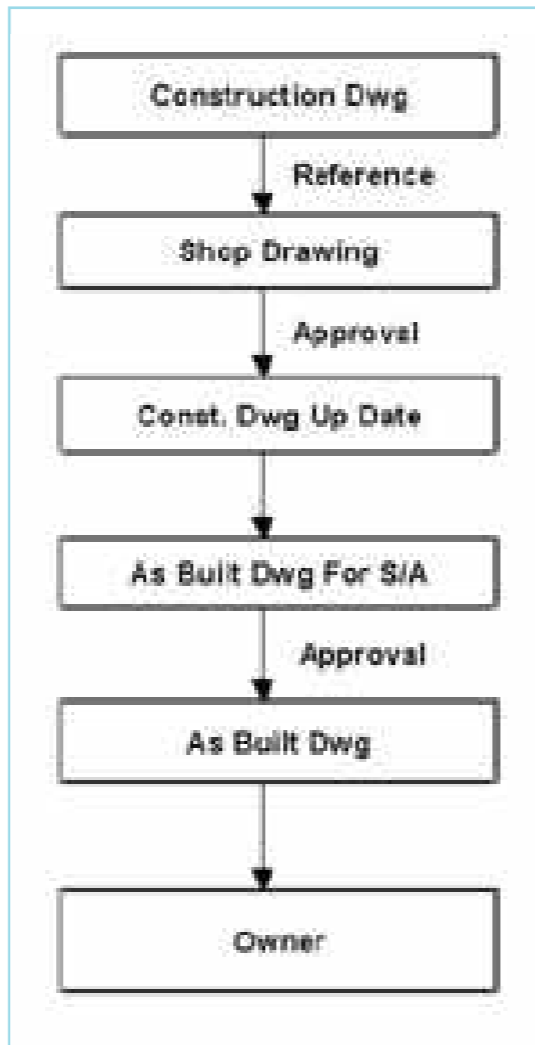 Construction Dwg
Reference
Shop Drawing
Approval
Const. Dwg Up Date
As Built Dwg For S/A
Approval
As Built Dwg
Owner